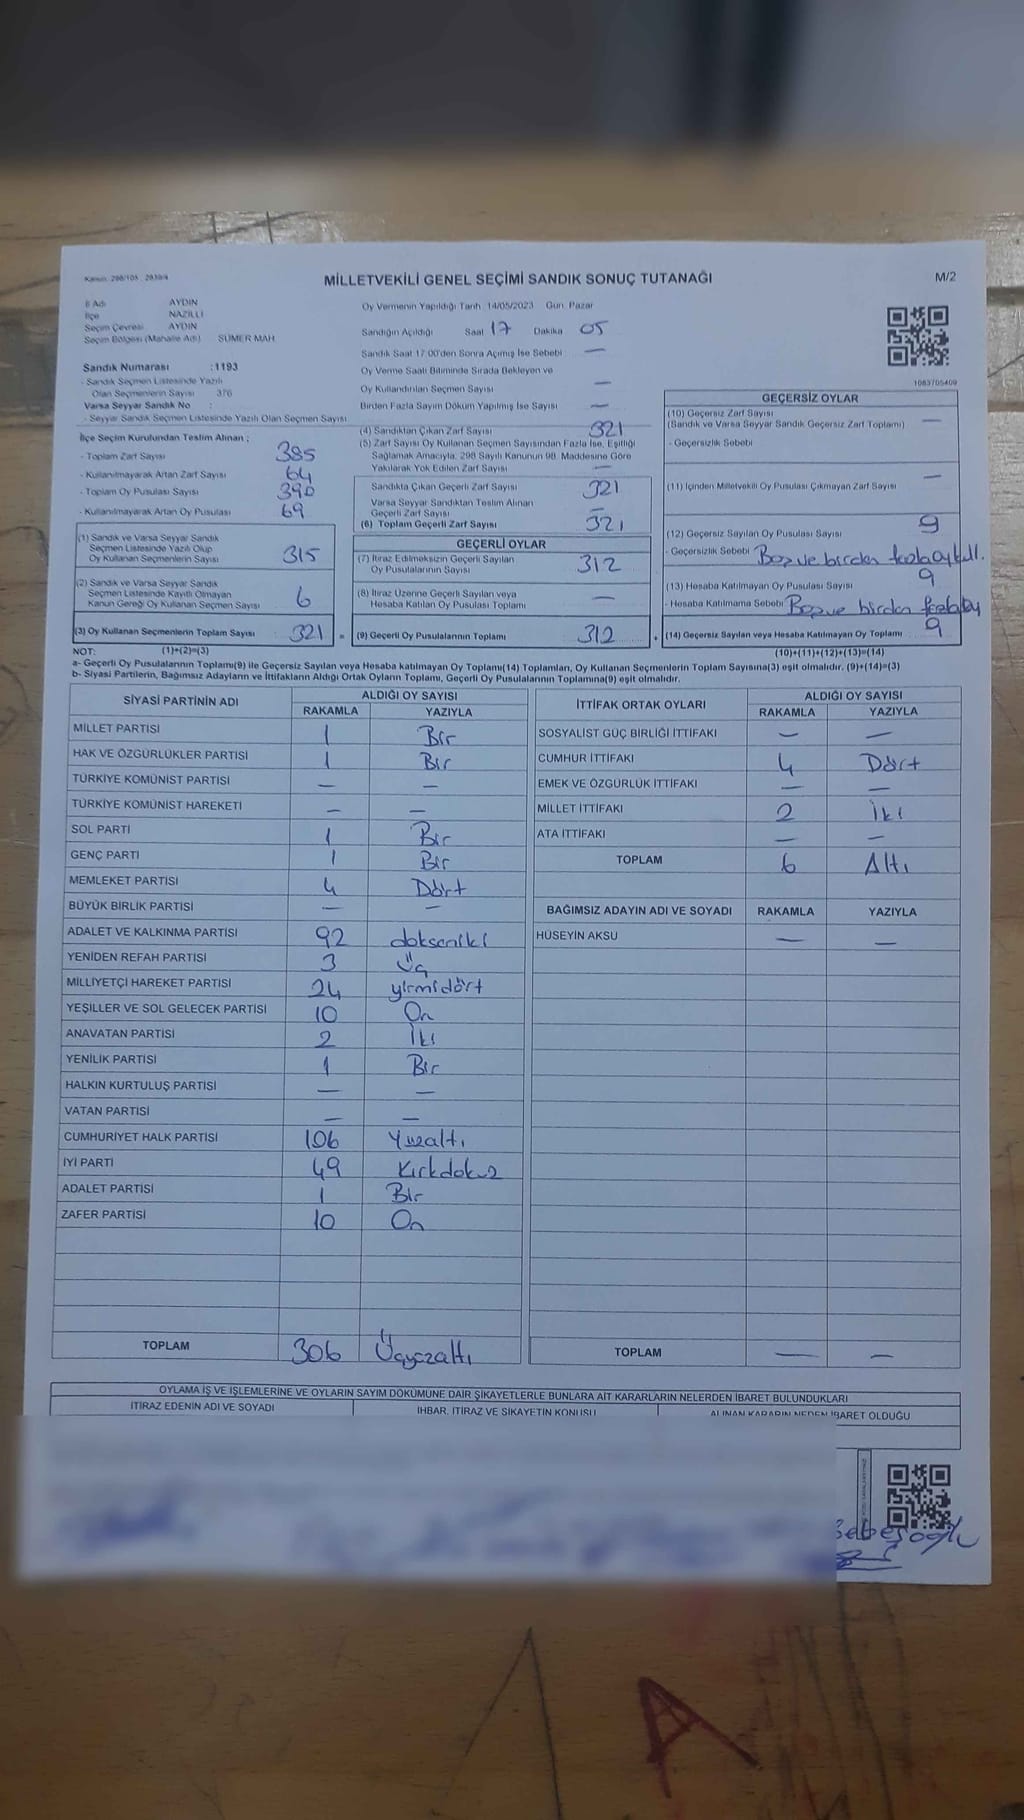 Kanun: 298/105 , 2839/4
MİLLETVEKİLİ GENEL SEÇİMİ SANDIK SONUÇ TUTANAĞI
M/2
İl Adı AYDIN
İlçe NAZİLLİ
Seçim Çevresi AYDIN
Seçim Bölgesi (Mahalle Adı) SÜMER MAH.
Oy Vermenin Yapıldığı Tarih 14/05/2023 Gün Pazar
Sandığın Açıldığı Saat 17 Dakika 05
Sandık Saat 17:00'den Sonra Açımış İse Sebebi —
Oy Verme Saati Bitiminde Sırada Bekleyen ve
Oy Kullandırılan Seçmen Sayısı —
Birden Fazla Sayım Döküm Yapılmış İse Sayısı —
1083705409
Sandık Numarası :1193
- Sandık Seçmen Listesinde Yazılı
Olan Seçmenlerin Sayısı 376
Varsa Seyyar Sandık No :
- Seyyar Sandık Seçmen Listesinde Yazılı Olan Seçmen Sayısı
İlçe Seçim Kurulundan Teslim Alınan ;
- Toplam Zarf Sayısı 385
- Kullanılmayarak Artan Zarf Sayısı 64
- Toplam Oy Pusulası Sayısı 390
- Kullanılmayarak Artan Oy Pusulası 69
(1) Sandık ve Varsa Seyyar Sandık
Seçmen Listesinde Yazılı Olup
Oy Kullanan Seçmenlerin Sayısı 315
(2) Sandık ve Varsa Seyyar Sandık
Seçmen Listesinde Kayıtlı Olmayan
Kanun Gereği Oy Kullanan Seçmen Sayısı 6
(3) Oy Kullanan Seçmenlerin Toplam Sayısı 321 =
(4) Sandıktan Çıkan Zarf Sayısı 321
(5) Zarf Sayısı Oy Kullanan Seçmen Sayısından Fazla İse, Eşitliği
Sağlamak Amacıyla, 298 Sayılı Kanunun 98. Maddesine Göre
Yakılarak Yok Edilen Zarf Sayısı —
Sandıkta Çıkan Geçerli Zarf Sayısı 321
Varsa Seyyar Sandıktan Teslim Alınan
Geçerli Zarf Sayısı —
(6) Toplam Geçerli Zarf Sayısı 321
GEÇERLİ OYLAR
(7) İtiraz Edilmeksizin Geçerli Sayılan
Oy Pusulalarının Sayısı 312
(8) İtiraz Üzerine Geçerli Sayılan veya
Hesaba Katılan Oy Pusulası Toplamı —
(9) Geçerli Oy Pusulalarının Toplamı 312 +
GEÇERSİZ OYLAR
(10) Geçersiz Zarf Sayısı
(Sandık ve Varsa Seyyar Sandık Geçersiz Zarf Toplamı) —
- Geçersizlik Sebebi
(11) İçinden Milletvekili Oy Pusulası Çıkmayan Zarf Sayısı —
(12) Geçersiz Sayılan Oy Pusulası Sayısı 9
- Geçersizlik Sebebi Boş ve birden fazla oy kull.
(13) Hesaba Katılmayan Oy Pusulası Sayısı 9
- Hesaba Katılmama Sebebi Boş ve birden fazla oy
(14) Geçersiz Sayılan veya Hesaba Katılmayan Oy Toplamı 9
NOT: (1)+(2)=(3)
(10)+(11)+(12)+(13)=(14)
a- Geçerli Oy Pusulalarının Toplamı(9) ile Geçersiz Sayılan veya Hesaba katılmayan Oy Toplamı(14) Toplamları, Oy Kullanan Seçmenlerin Toplam Sayısına(3) eşit olmalıdır. (9)+(14)=(3)
b- Siyasi Partilerin, Bağımsız Adayların ve İttifakların Aldığı Ortak Oyların Toplamı, Geçerli Oy Pusulalarının Toplamına(9) eşit olmalıdır.
SİYASİ PARTİNİN ADI ALDIĞI OY SAYISI
RAKAMLA YAZIYLA
MİLLET PARTİSI 1 Bir
HAK VE ÖZGÜRLÜKLER PARTİSİ 1 Bir
TÜRKİYE KOMÜNİST PARTİSİ — —
TÜRKİYE KOMÜNİST HAREKETİ — —
SOL PARTİ 1 Bir
GENÇ PARTİ 1 Bir
MEMLEKET PARTİSİ 4 Dört
BÜYÜK BİRLİK PARTİSİ — —
ADALET VE KALKINMA PARTİSİ 92 doksaniki
YENİDEN REFAH PARTİSİ 3 Üç
MİLLİYETÇİ HAREKET PARTİSİ 24 yirmidört
YEŞİLLER VE SOL GELECEK PARTİSİ 10 On
ANAVATAN PARTİSİ 2 İki
YENİLİK PARTİSİ 1 Bir
HALKIN KURTULUŞ PARTİSİ — —
VATAN PARTİSİ — —
CUMHURİYET HALK PARTİSİ 106 Yüzaltı
İYİ PARTİ 49 Kırkdokuz
ADALET PARTİSİ 1 Bir
ZAFER PARTİSİ 10 On
TOPLAM 306 Üçyüzaltı
İTTİFAK ORTAK OYLARI ALDIĞI OY SAYISI
RAKAMLA YAZIYLA
SOSYALİST GÜÇ BİRLİĞİ İTTİFAKI — —
CUMHUR İTTİFAKI 4 Dört
EMEK VE ÖZGÜRLÜK İTTİFAKI — —
MİLLET İTTİFAKI 2 İki
ATA İTTİFAKI — —
TOPLAM 6 Altı
BAĞIMSIZ ADAYIN ADI VE SOYADI RAKAMLA YAZIYLA
HÜSEYİN AKSU — —
TOPLAM — —
OYLAMA İŞ VE İŞLEMLERİNE VE OYLARIN SAYIM DÖKÜMÜNE DAİR ŞİKAYETLERLE BUNLARA AİT KARARLARIN NELERDEN İBARET BULUNDUKLARI
İTİRAZ EDENİN ADI VE SOYADI İHBAR, İTİRAZ VE ŞİKAYETİN KONUSU ALINAN KARARIN NEDEN İBARET OLDUĞU
A